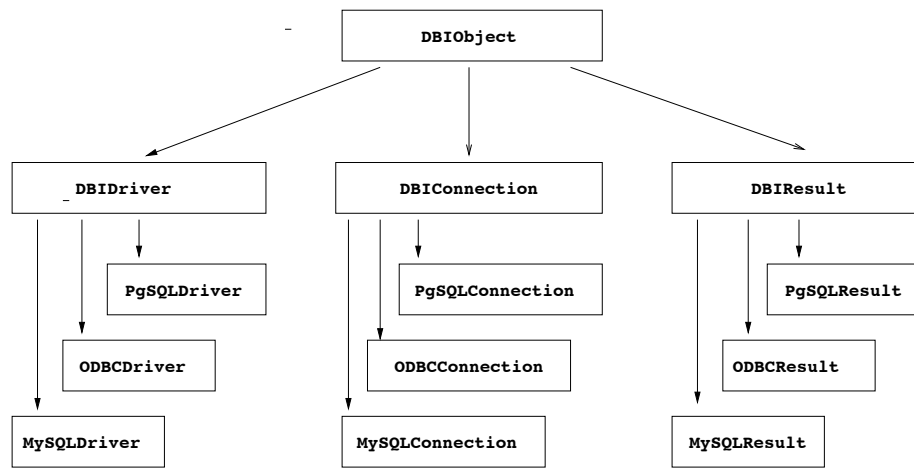 DBIObject
DBIDriver
DBIConnection
DBIResult
PgSQLDriver
PgSQLConnection
PgSQLResult
ODBCDriver
ODBCConnection
ODBCResult
MySQLDriver
MySQLConnection
MySQLResult